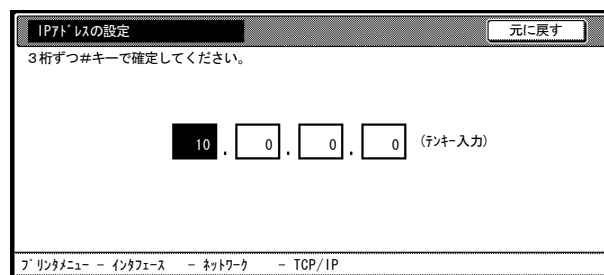 IPｱﾄﾞﾚｽの設定 元に戻す
3桁ずつ#キーで確定してください。
10 . 0 . 0 . 0 (ﾃﾝｷｰ入力)
ﾌﾟﾘﾝﾀﾒﾆｭｰ - ｲﾝﾀﾌｪｰｽ - ﾈｯﾄﾜｰｸ - TCP/IP